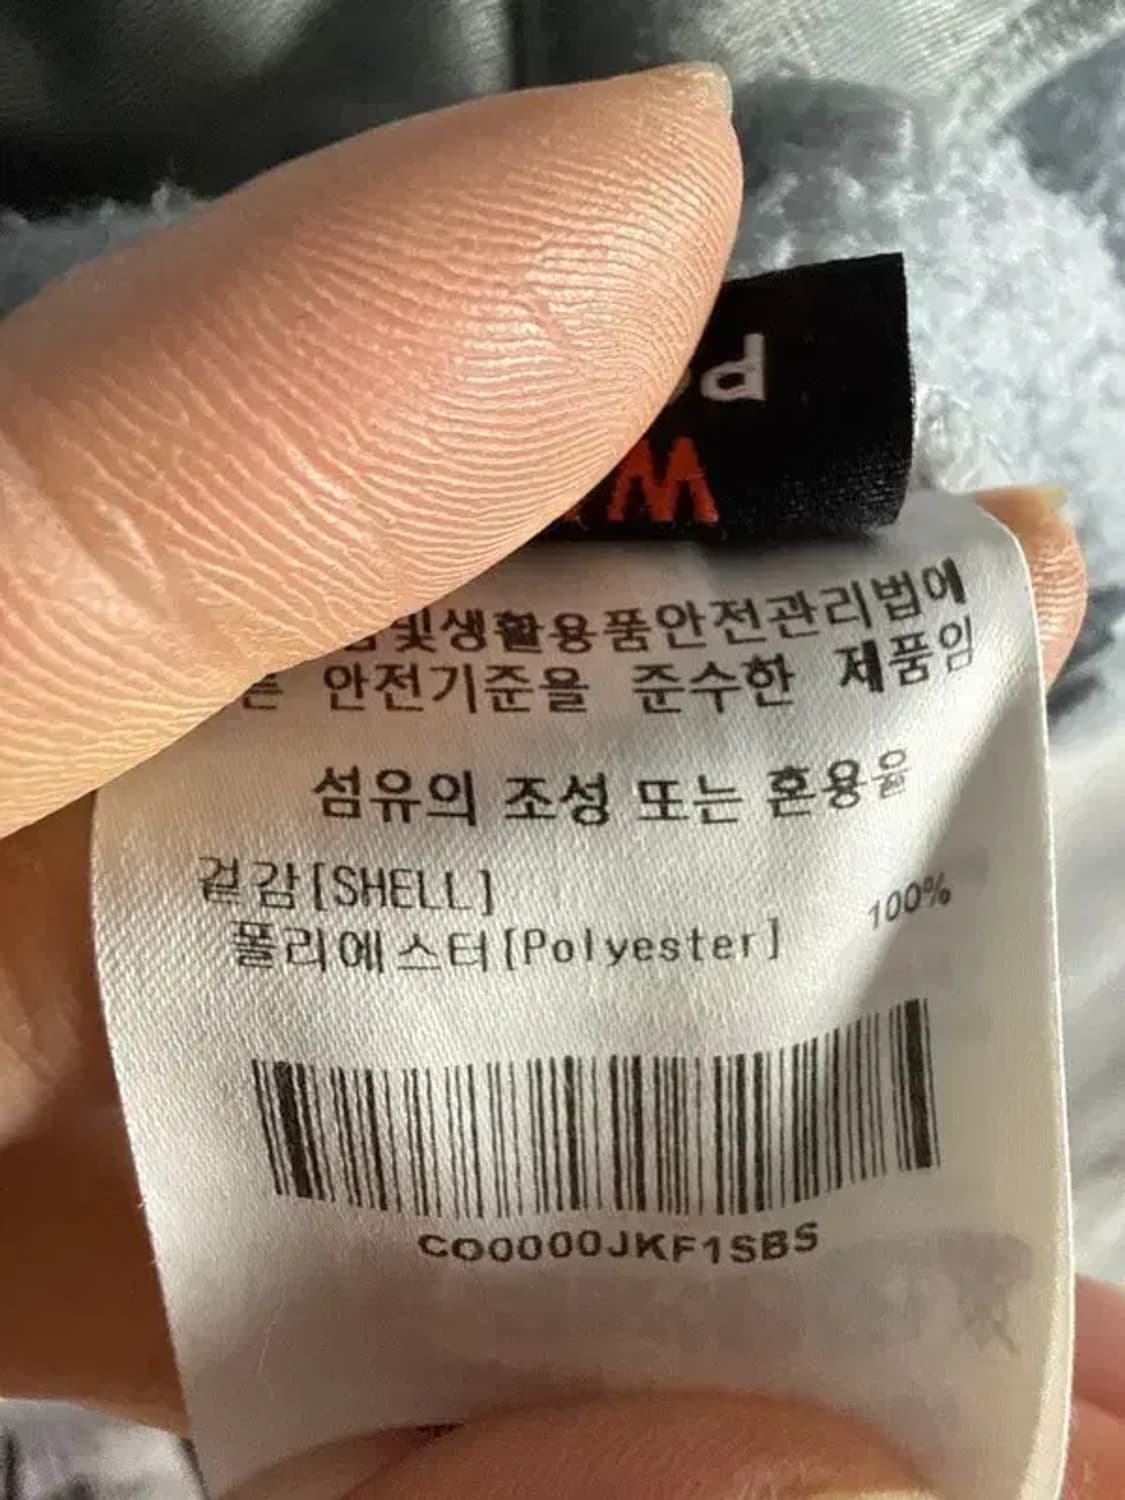 및생활용품안전관리법에
안전기준을 준수한 제품임
섬유의 조성 또는 혼용율
겉감[SHELL]
폴리에스터[Polyester] 100%
CO0000JKF1SBS